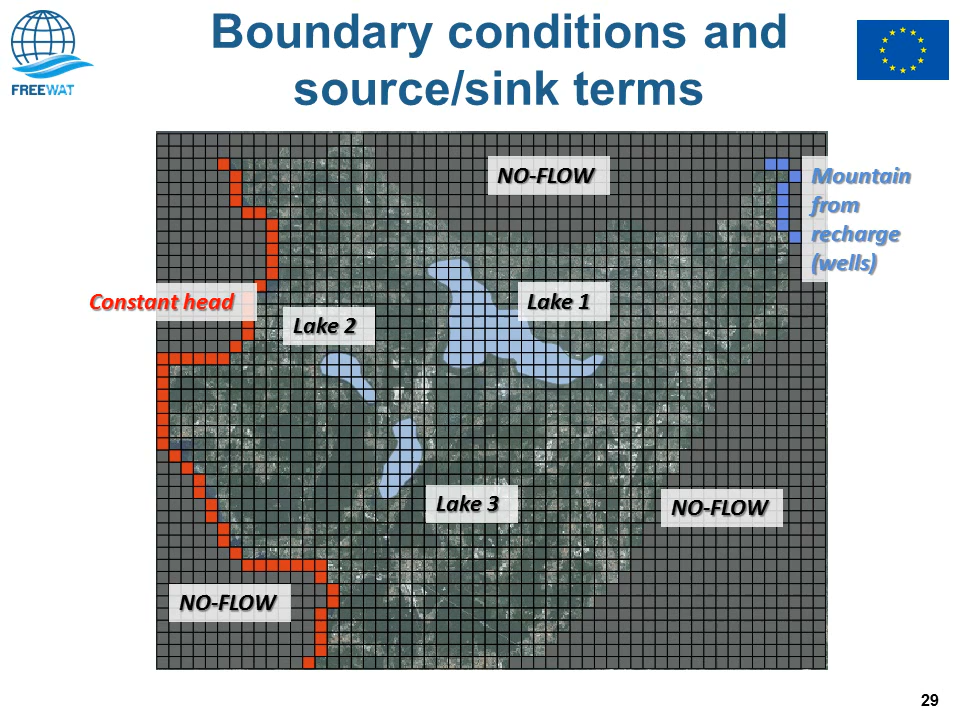 Boundary conditions and
source/sink terms
FREEWAT
NO-FLOW
Mountain
from
recharge
(wells)
Constant head
Lake 1
Lake 2
Lake 3
NO-FLOW
NO-FLOW
29